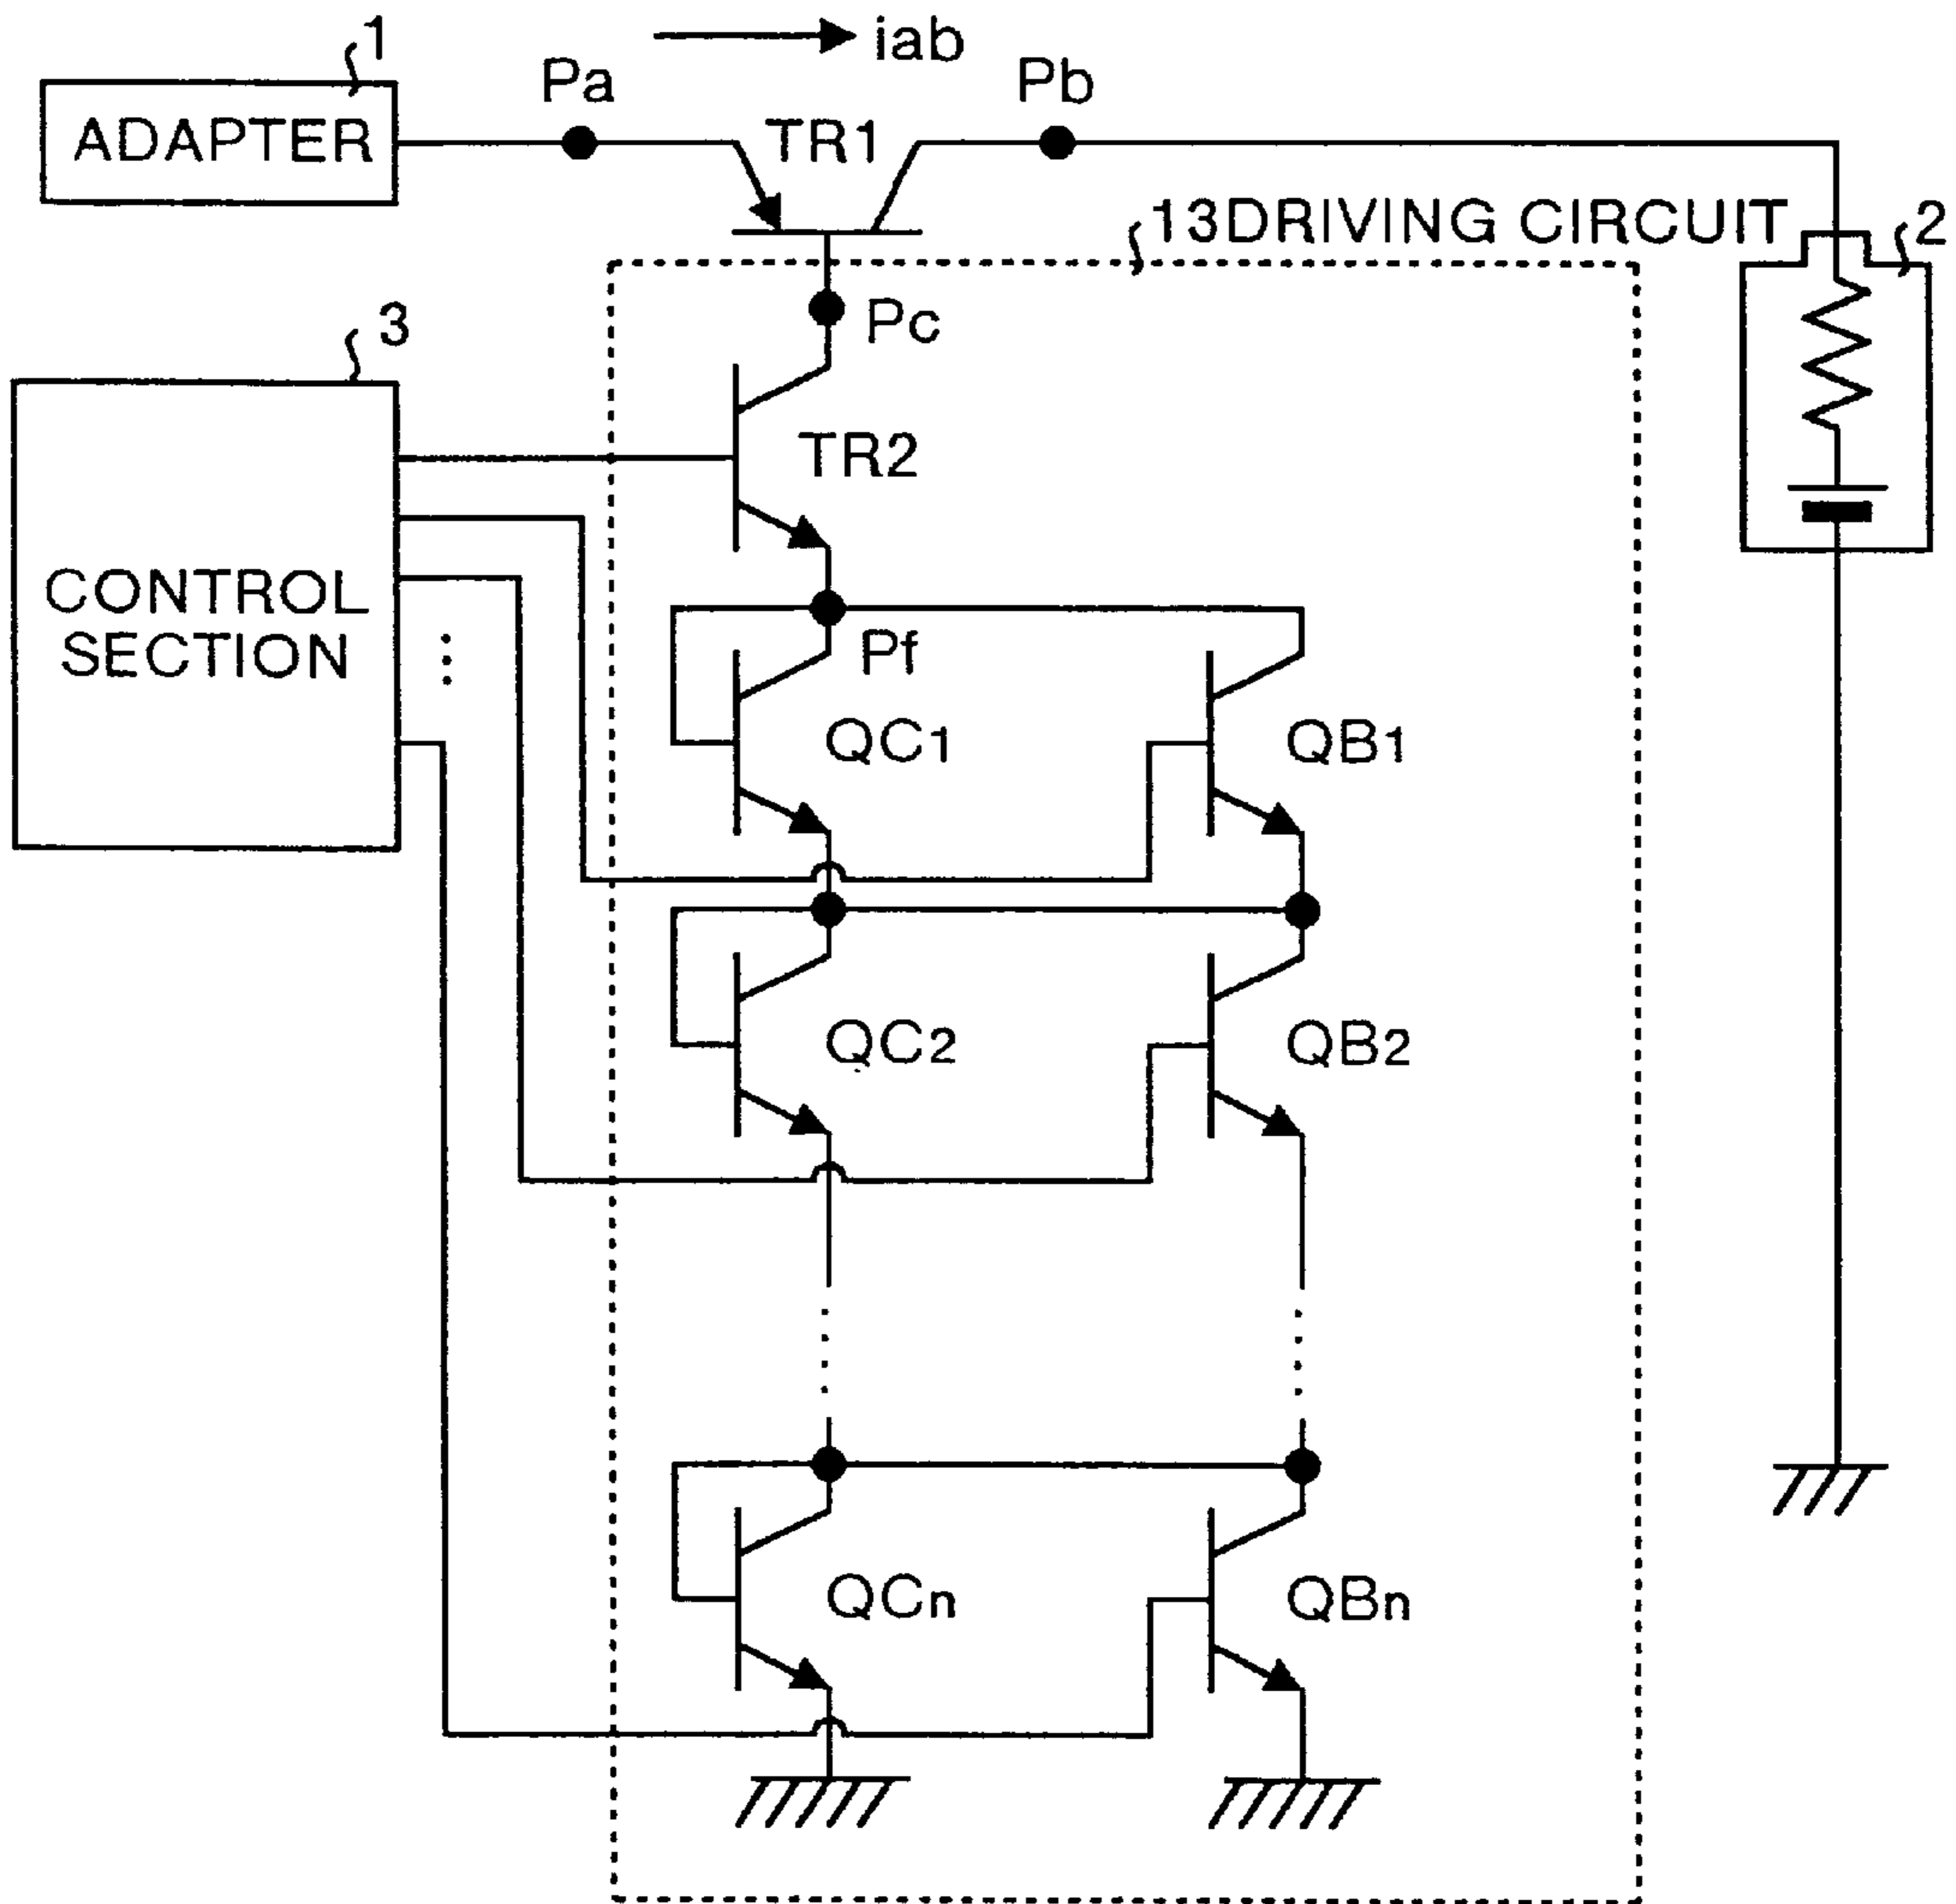 1
iab
Pa
Pb
ADAPTER
TR1
13DRIVING CIRCUIT
2
Pc
3
TR2
CONTROL
SECTION
Pf
QC1
QB1
QC2
QB2
QCn
QBn